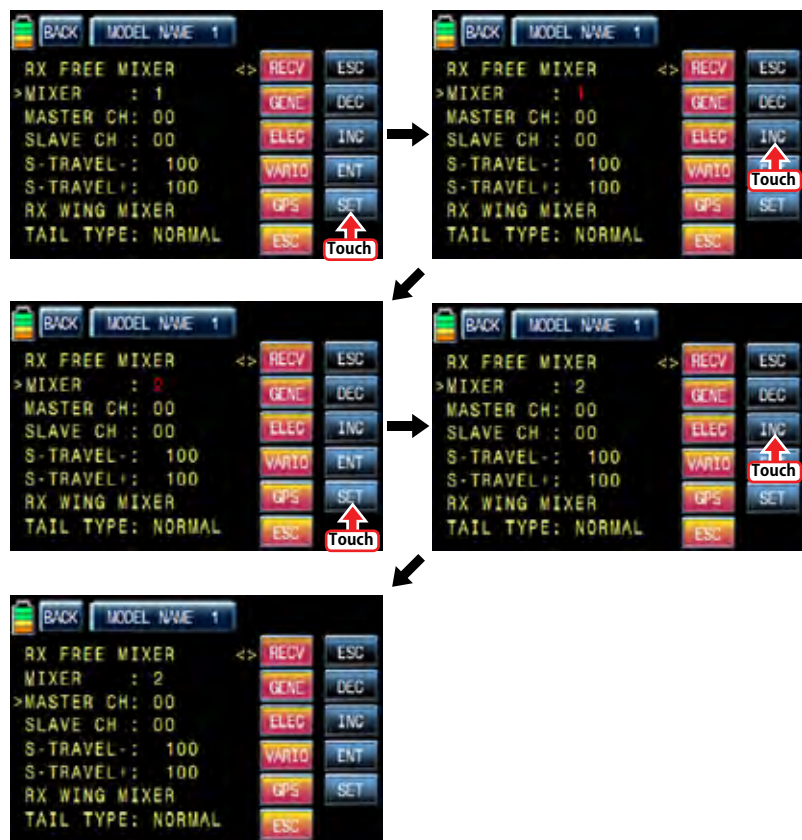 BACK MODEL NAME 1
RX FREE MIXER <> RECV ESC
>MIXER : 1 GENE DEC
MASTER CH: 00
SLAVE CH : 00 ELEC INC
S-TRAVEL-: 100 VARIO ENT
S-TRAVEL+: 100
RX WING MIXER GPS SET
TAIL TYPE: NORMAL ESC Touch
BACK MODEL NAME 1
RX FREE MIXER <> RECV ESC
>MIXER : 1 GENE DEC
MASTER CH: 00
SLAVE CH : 00 ELEC INC
S-TRAVEL-: 100 VARIO Touch
S-TRAVEL+: 100
RX WING MIXER GPS SET
TAIL TYPE: NORMAL ESC
BACK MODEL NAME 1
RX FREE MIXER <> RECV ESC
>MIXER : 2 GENE DEC
MASTER CH: 00
SLAVE CH : 00 ELEC INC
S-TRAVEL-: 100 VARIO ENT
S-TRAVEL+: 100
RX WING MIXER GPS SET
TAIL TYPE: NORMAL ESC Touch
BACK MODEL NAME 1
RX FREE MIXER <> RECV ESC
>MIXER : 2 GENE DEC
MASTER CH: 00
SLAVE CH : 00 ELEC INC
S-TRAVEL-: 100 VARIO Touch
S-TRAVEL+: 100
RX WING MIXER GPS SET
TAIL TYPE: NORMAL ESC
BACK MODEL NAME 1
RX FREE MIXER <> RECV ESC
MIXER : 2 GENE DEC
>MASTER CH: 00
SLAVE CH : 00 ELEC INC
S-TRAVEL-: 100 VARIO ENT
S-TRAVEL+: 100
RX WING MIXER GPS SET
TAIL TYPE: NORMAL ESC